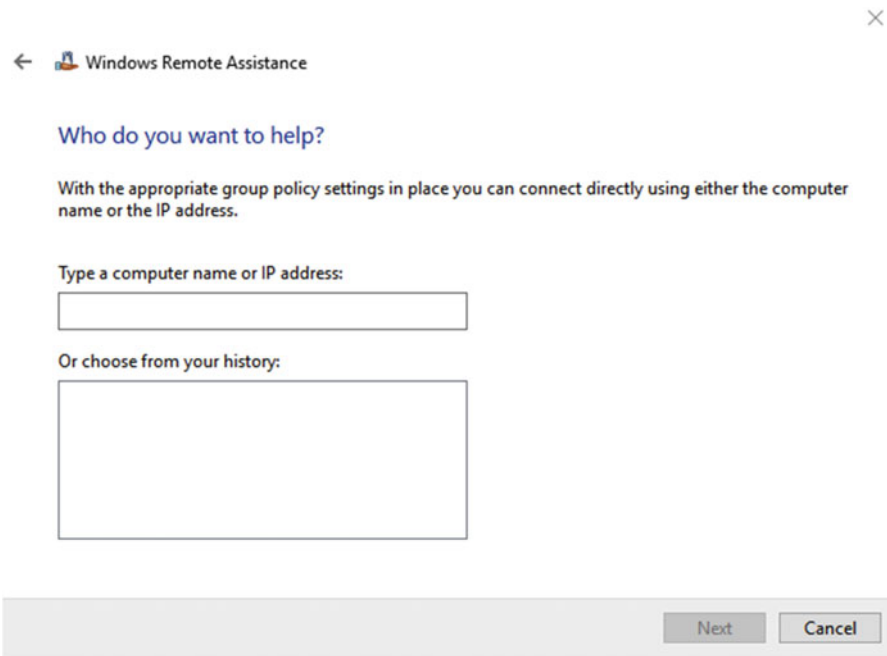 Windows Remote Assistance
Who do you want to help?
With the appropriate group policy settings in place you can connect directly using either the computer
name or the IP address.
Type a computer name or IP address:
Or choose from your history:
Next
Cancel